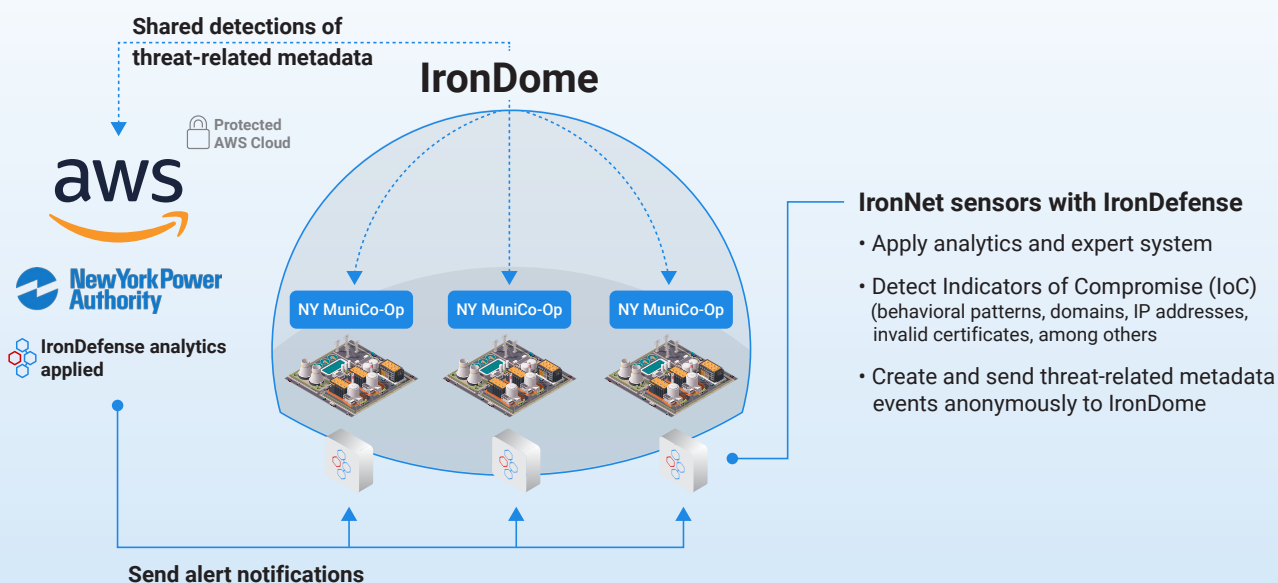 Shared detections of
threat-related metadata
IronDome
Protected
AWS Cloud
aws
NewYorkPower
Authority
IronDefense analytics
applied
NY MuniCo-Op
NY MuniCo-Op
NY MuniCo-Op
IronNet sensors with IronDefense
• Apply analytics and expert system
• Detect Indicators of Compromise (IoC)
(behavioral patterns, domains, IP addresses,
invalid certificates, among others
• Create and send threat-related metadata
events anonymously to IronDome
Send alert notifications